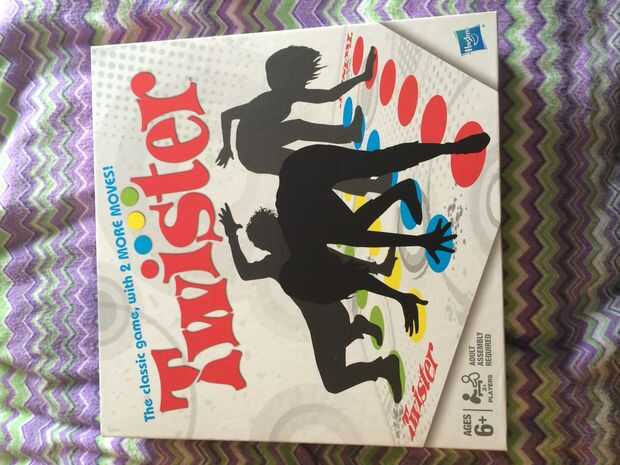 The classic game, with 2 MORE MOVES!
Twister
Hasbro
Twister
AGES
6+
2+
PLAYERS
ADULT
ASSEMBLY
REQUIRED